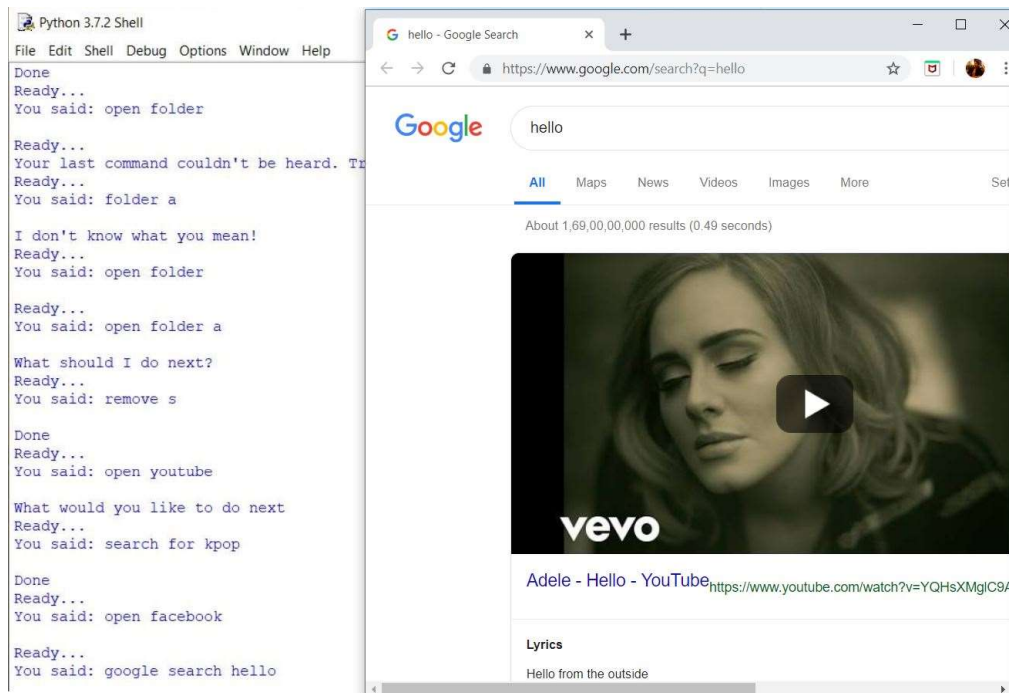 Python 3.7.2 Shell
File Edit Shell Debug Options Window Help
Done
Ready...
You said: open folder
Ready...
Your last command couldn't be heard. Tr
Ready...
You said: folder a
I don't know what you mean!
Ready...
You said: open folder
Ready...
You said: open folder a
What should I do next?
Ready...
You said: remove s
Done
Ready...
You said: open youtube
What would you like to do next
Ready...
You said: search for kpop
Done
Ready...
You said: open facebook
Ready...
You said: google search hello
hello - Google Search
https://www.google.com/search?q=hello
Google
hello
All Maps News Videos Images More Set
About 1,69,00,00,000 results (0.49 seconds)
vevo
Adele - Hello - YouTube https://www.youtube.com/watch?v=YQHsXMglC9A
Lyrics
Hello from the outside